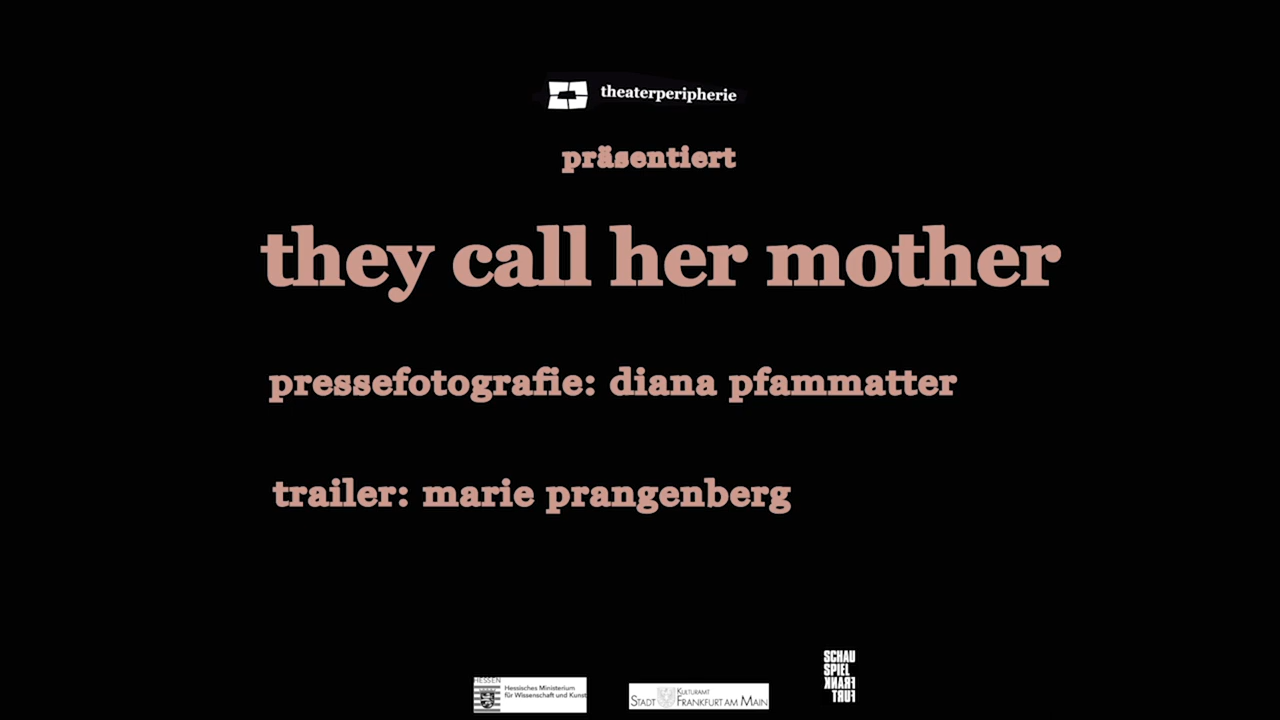 theaterperipherie
präsentiert
they call her mother
pressefotografie: diana pfammatter
trailer: marie prangenberg
HESSEN
Hessisches Ministerium
für Wissenschaft und Kunst
KULTURAMT
STADT FRANKFURT AM MAIN
SCHAU
SPIEL
FRANK
FURT